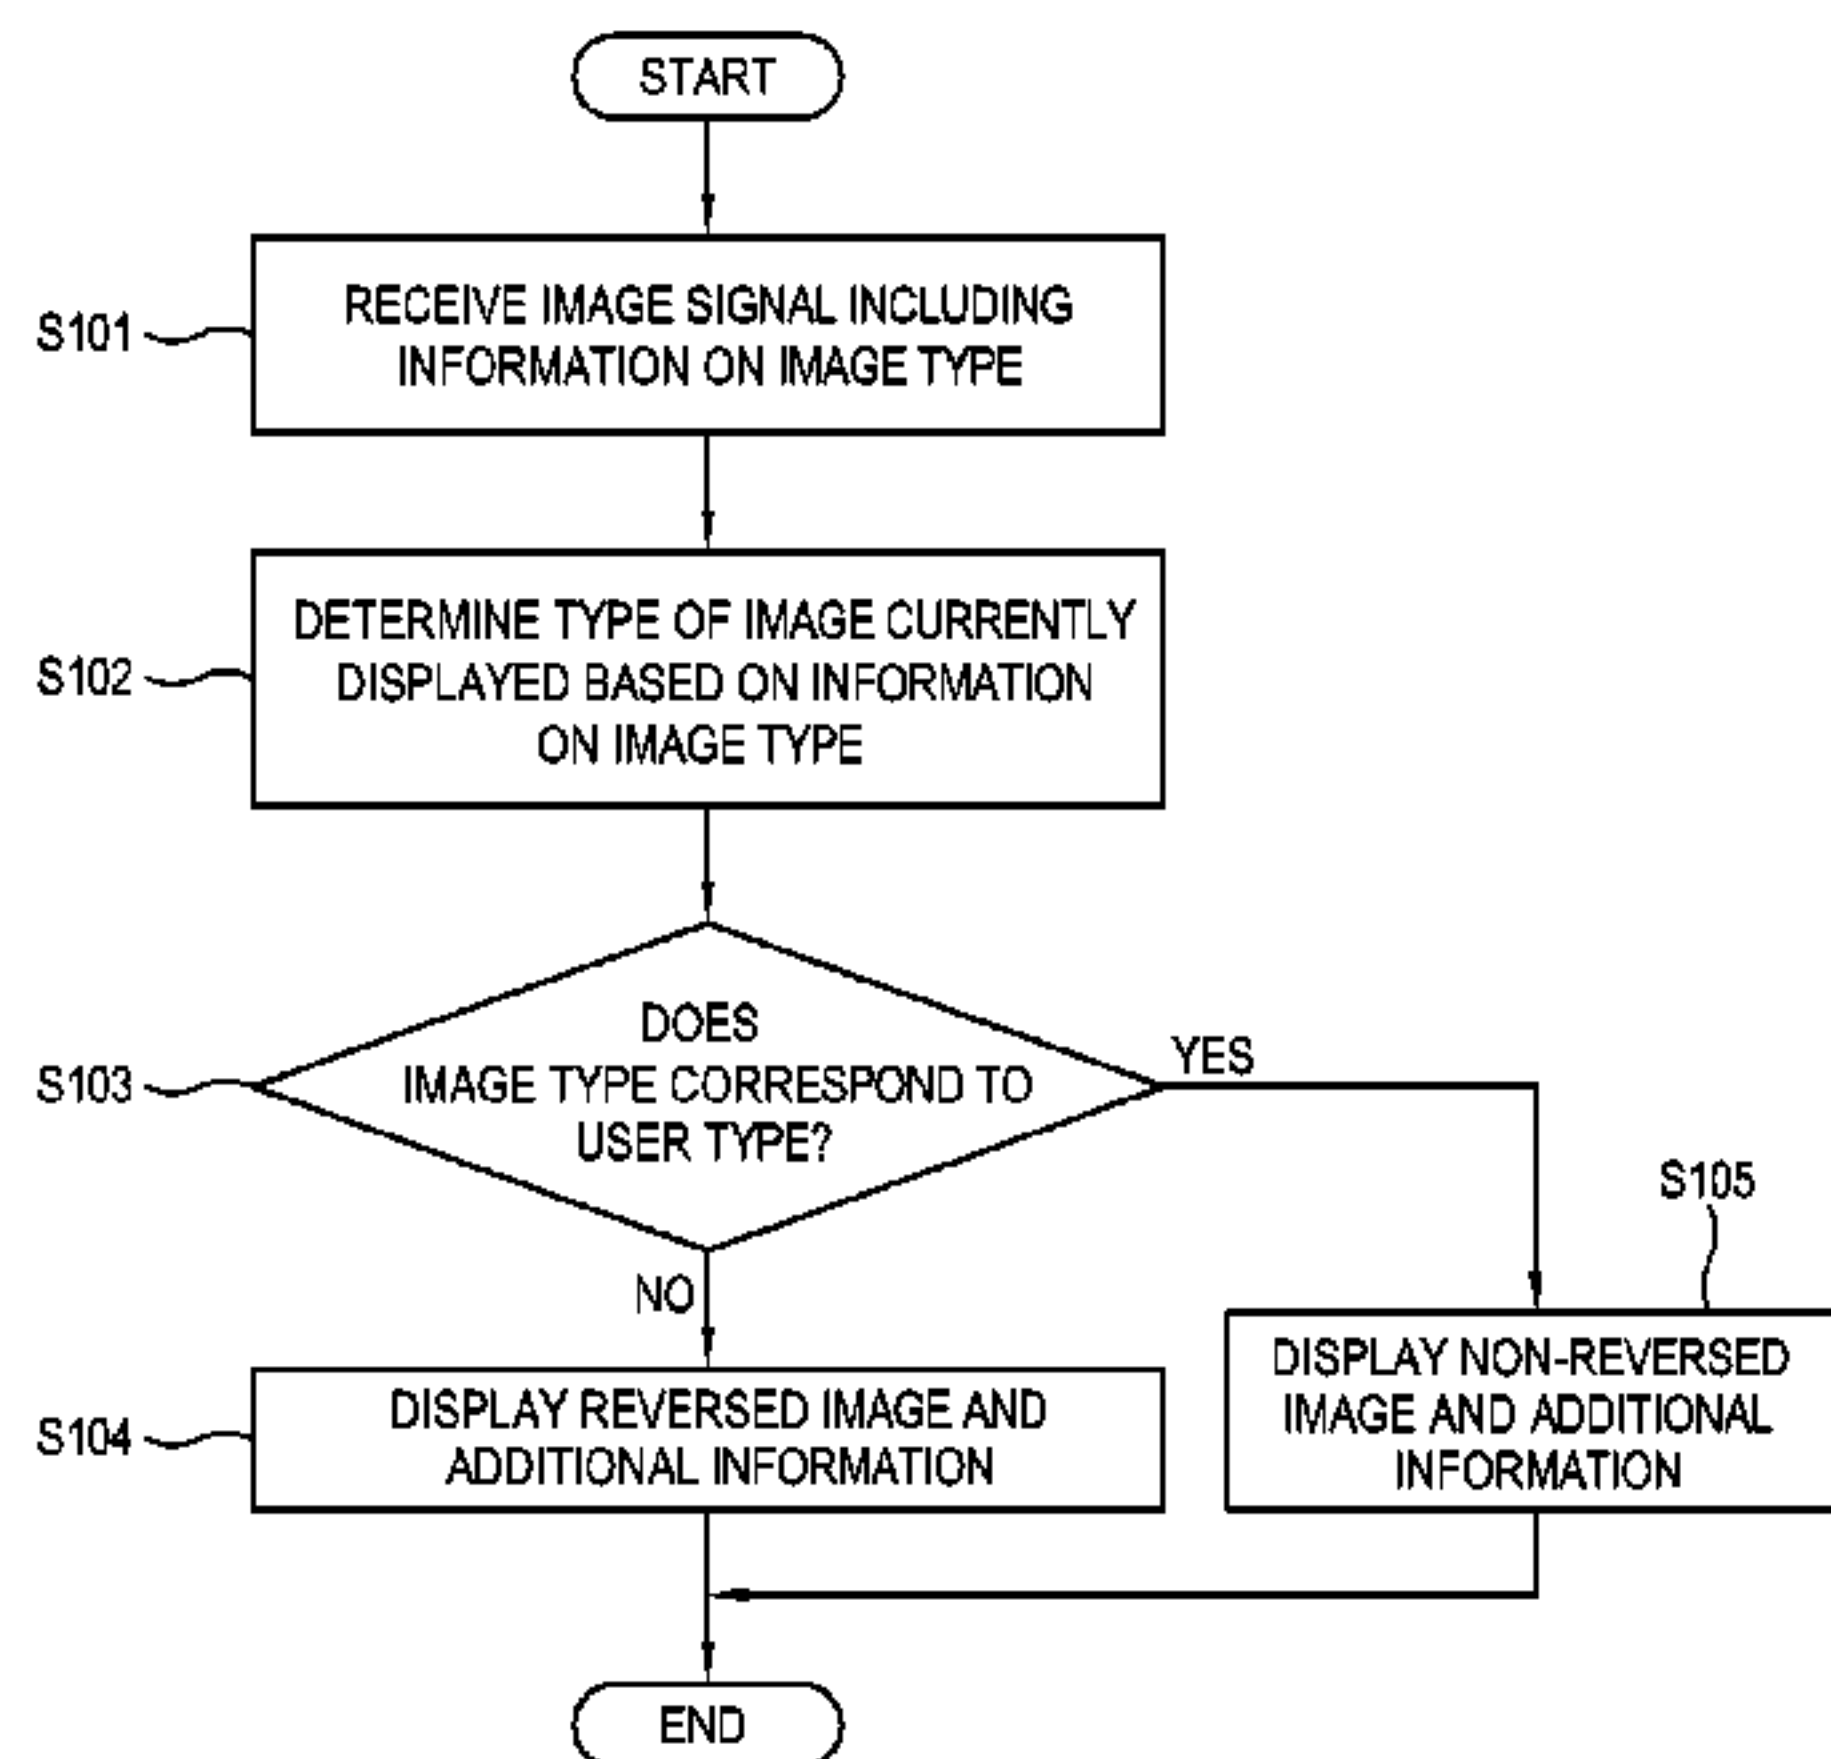 START
S101
RECEIVE IMAGE SIGNAL INCLUDING
INFORMATION ON IMAGE TYPE
S102
DETERMINE TYPE OF IMAGE CURRENTLY
DISPLAYED BASED ON INFORMATION
ON IMAGE TYPE
S103
DOES
IMAGE TYPE CORRESPOND TO
USER TYPE?
YES
NO
S104
DISPLAY REVERSED IMAGE AND
ADDITIONAL INFORMATION
S105
DISPLAY NON-REVERSED
IMAGE AND ADDITIONAL
INFORMATION
END